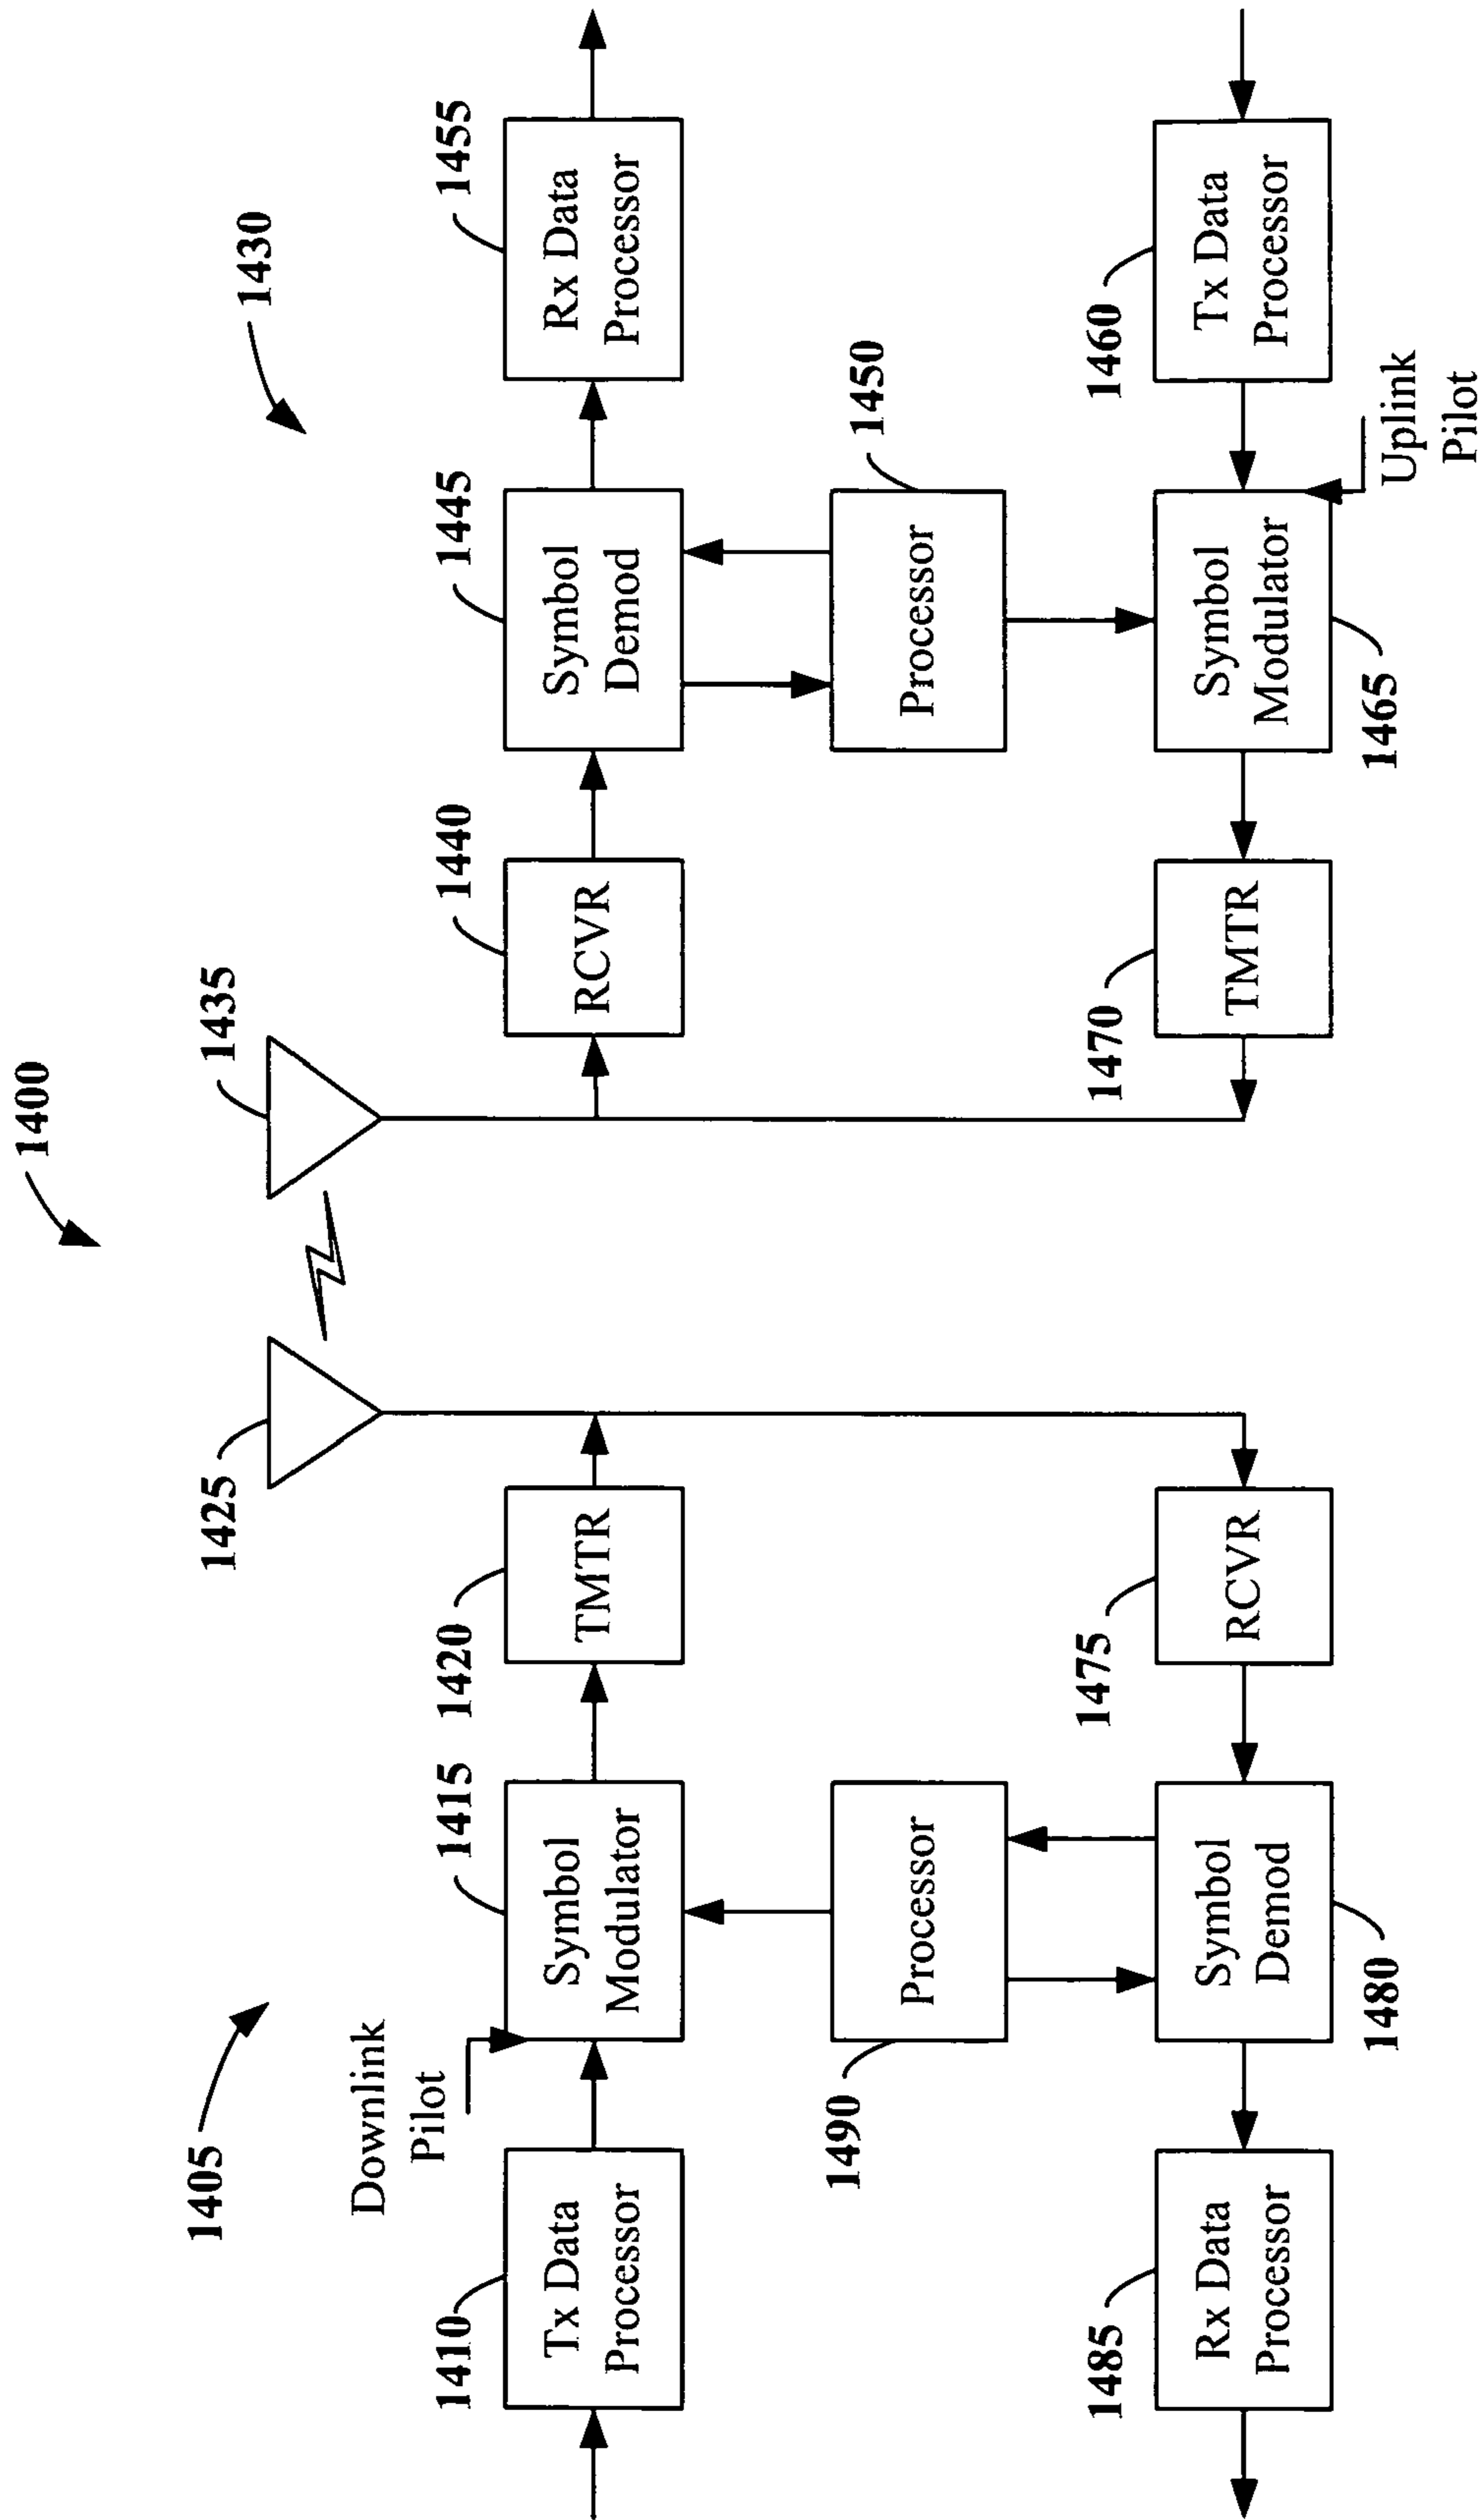 1400
1405
1425
1435
1430
Downlink
Pilot
1410
1415
1420
1440
1445
1455
Tx Data
Processor
Symbol
Modulator
TMTR
RCVR
Symbol
Demod
Rx Data
Processor
1490
1450
Processor
Processor
1485
1475
1470
1460
Rx Data
Processor
Symbol
Demod
RCVR
TMTR
Symbol
Modulator
Tx Data
Processor
1480
1465
Uplink
Pilot